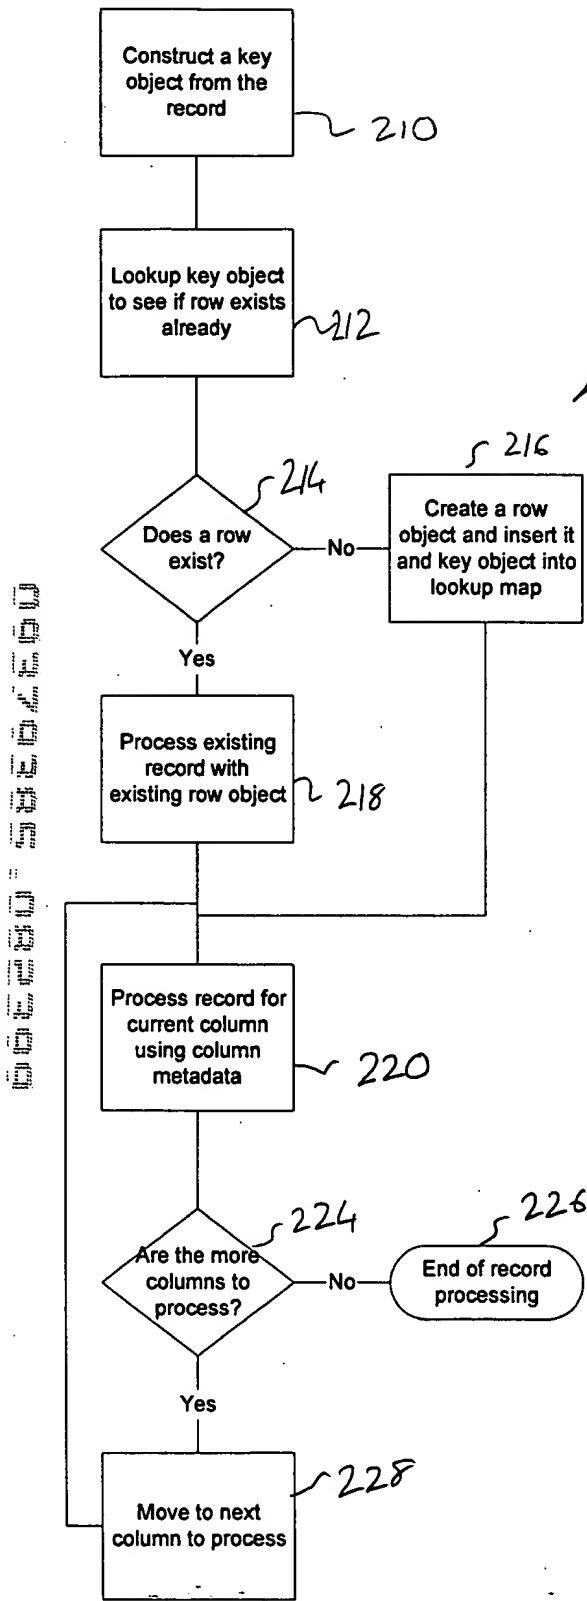 Construct a key
object from the
record
210
Lookup key object
to see if row exists
already
212
214
Does a row
exist?
No
216
Create a row
object and insert it
and key object into
lookup map
Yes
Process existing
record with
existing row object
218
Process record for
current column
using column
metadata
220
224
Are the more
columns to
process?
No
226
End of record
processing
Yes
228
Move to next
column to process